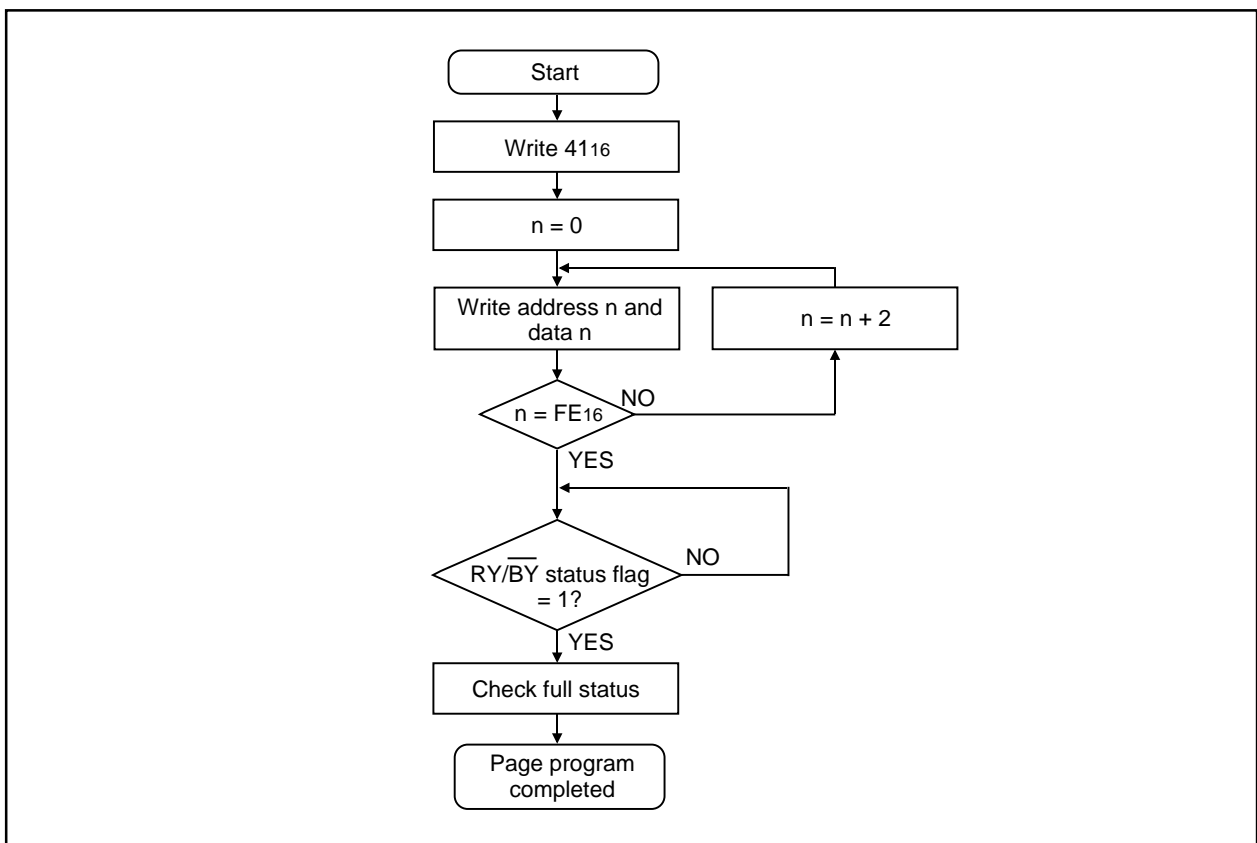 Start
Write 4116
n = 0
Write address n and
data n
n = n + 2
n = FE16
NO
YES
RY/BY status flag
= 1?
NO
YES
Check full status
Page program
completed